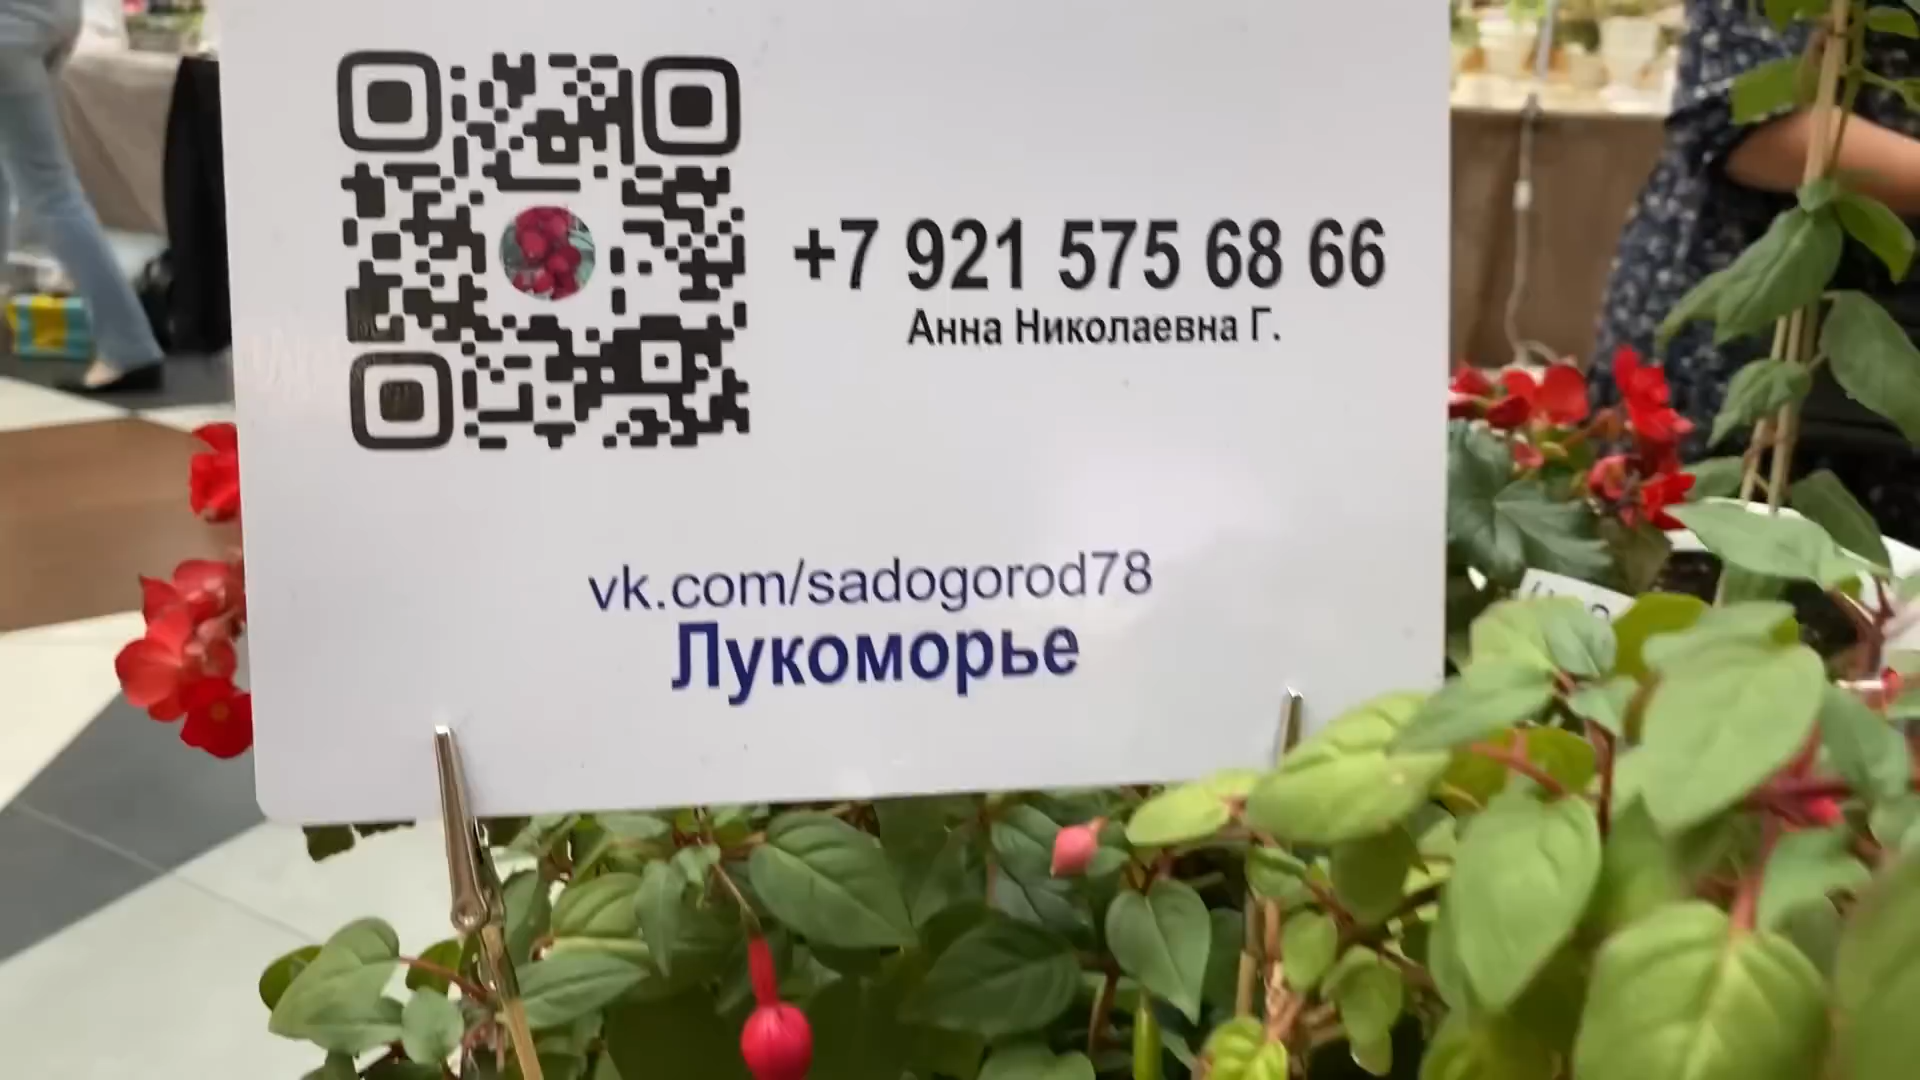 +7 921 575 68 66
Анна Николаевна Г.
vk.com/sadogorod78
Лукоморье